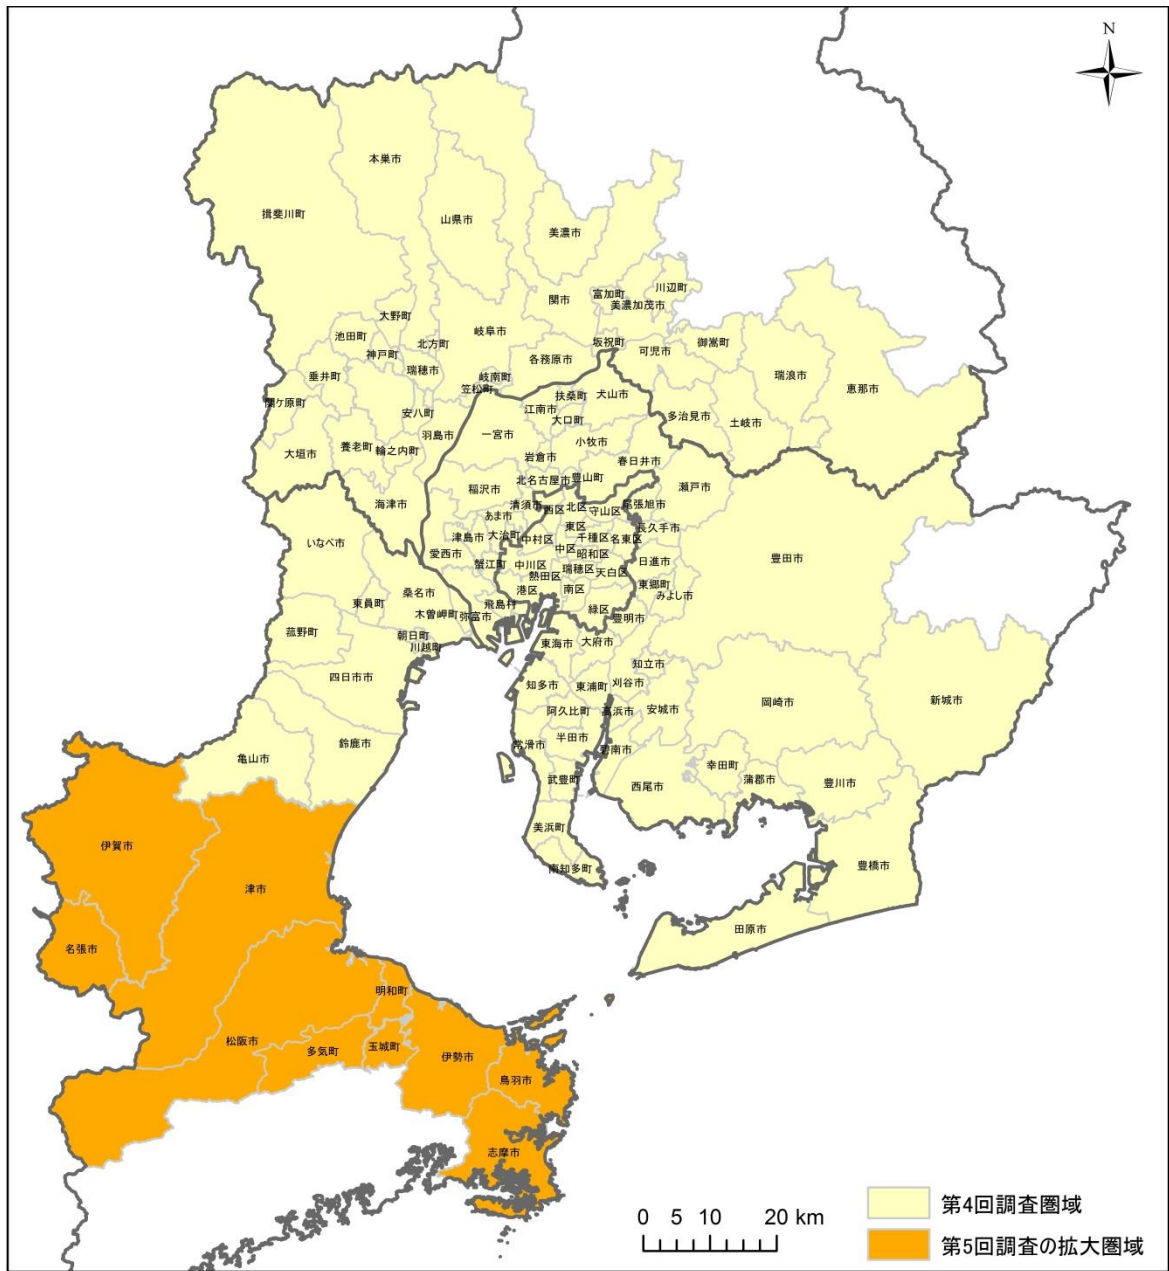 N
本巣市
揖斐川町
山県市
美濃市
川辺町
富加町
関市
美濃加茂市
大野町
池田町
岐阜市
北方町
坂祝町
御嵩町
神戸町
各務原市
可児市
瑞穂市
垂井町
岐南町
瑞浪市
恵那市
笠松町
扶桑町
犬山市
関ケ原町
安八町
江南市
大口町
多治見市
土岐市
羽島市
一宮市
小牧市
養老町
輪之内町
大垣市
岩倉市
春日井市
北名古屋市
豊山町
瀬戸市
稲沢市
海津市
清須市
西区
北区
守山区
尾張旭市
あま市
東区
長久手市
津島市
大治町
中村区
千種区
名東区
いなべ市
中区
昭和区
愛西市
蟹江町
中川区
瑞穂区
天白区
日進市
豊田市
熱田区
桑名市
港区
南区
東郷町
みよし市
東員町
飛島村
木曽岬町
弥富市
緑区
豊明市
菰野町
朝日町
川越町
東海市
大府市
知立市
四日市市
知多市
東浦町
刈谷市
岡崎市
新城市
阿久比町
高浜市
安城市
鈴鹿市
半田市
常滑市
碧南市
亀山市
幸田町
武豊町
蒲郡市
豊川市
西尾市
美浜町
伊賀市
豊橋市
南知多町
津市
田原市
名張市
明和町
松阪市
玉城町
多気町
伊勢市
鳥羽市
志摩市
0 5 10 20 km
第4回調査圏域
第5回調査の拡大圏域